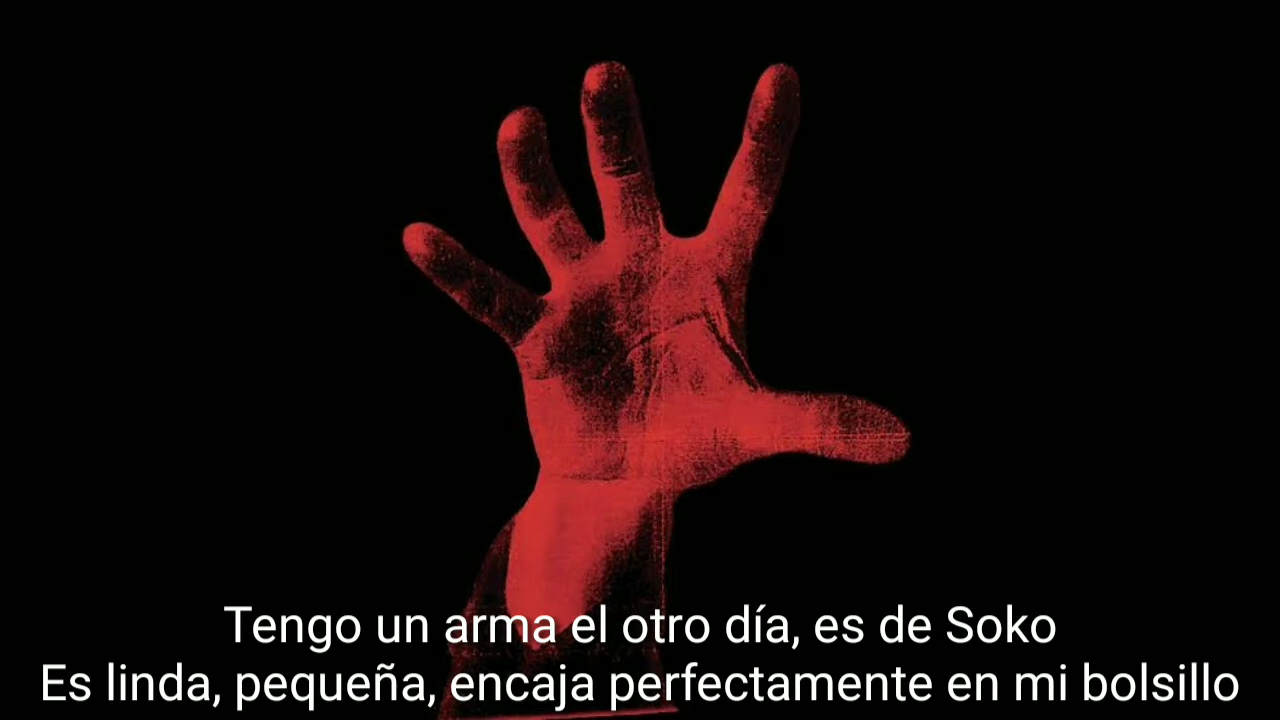 Tengo un arma el otro día, es de Soko
Es linda, pequeña, encaja perfectamente en mi bolsillo